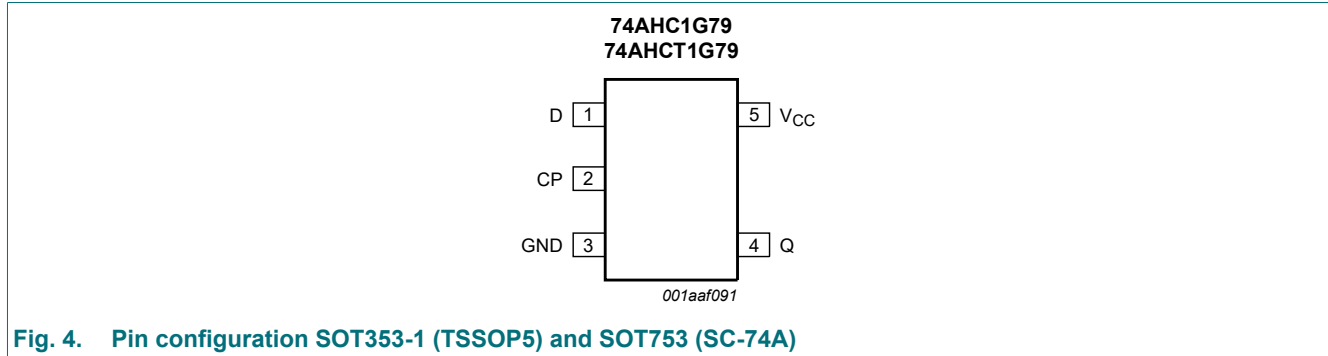 74AHC1G79
74AHCT1G79
D 1 5 VCC
CP 2
GND 3 4 Q
001aaf091
Fig. 4. Pin configuration SOT353-1 (TSSOP5) and SOT753 (SC-74A)